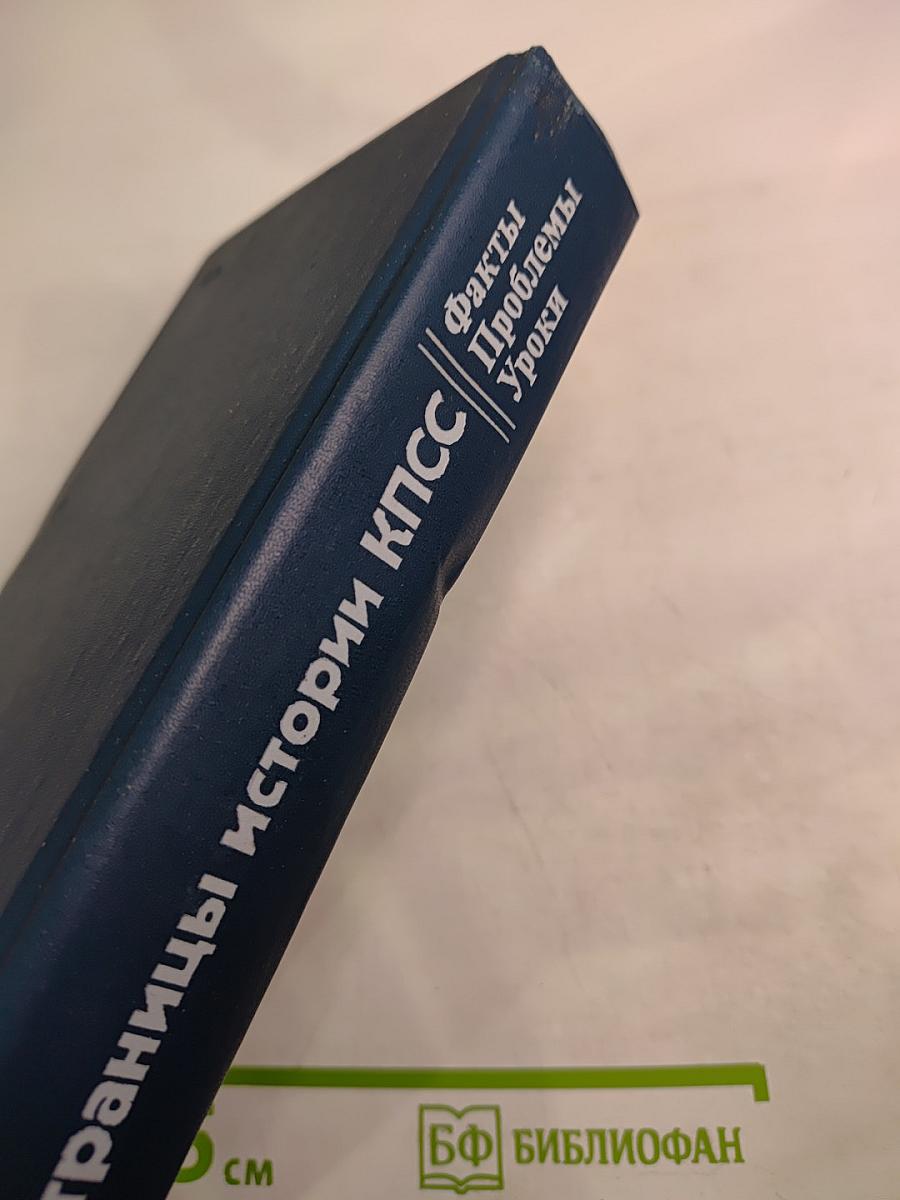 траницы истории КПСС
Факты
Проблемы
Уроки
см
БФ БИБЛИОФАН